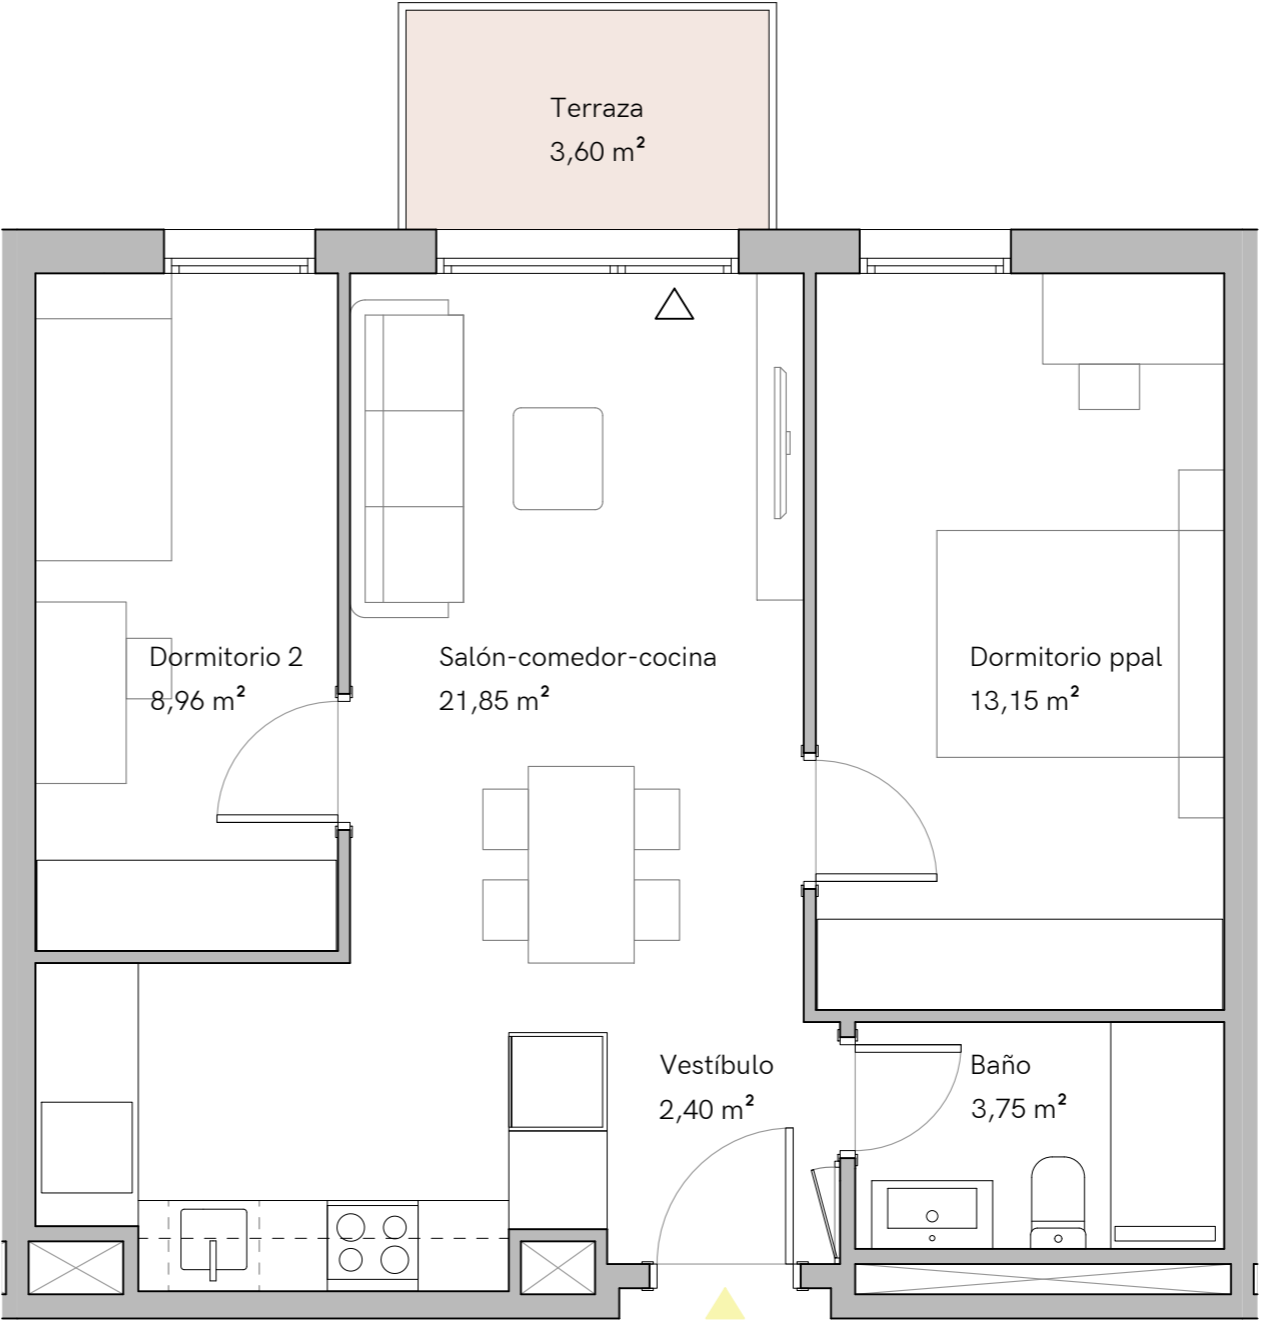 Terraza
3,60 m²
Dormitorio 2
8,96 m²
Salón-comedor-cocina
21,85 m²
Dormitorio ppal
13,15 m²
Vestíbulo
2,40 m²
Baño
3,75 m²